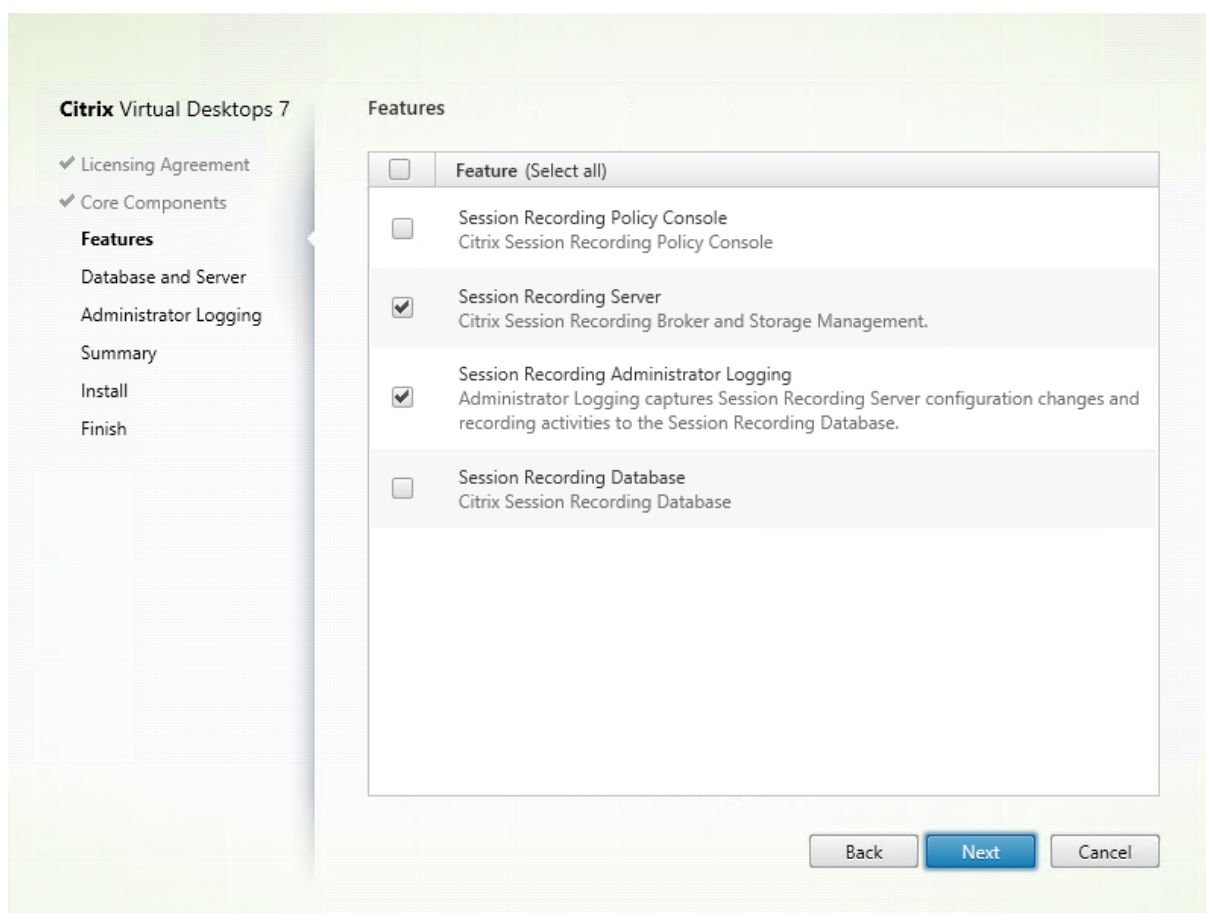 Citrix Virtual Desktops 7
Licensing Agreement
Core Components
Features
Database and Server
Administrator Logging
Summary
Install
Finish
Features
Feature (Select all)
Session Recording Policy Console
Citrix Session Recording Policy Console
Session Recording Server
Citrix Session Recording Broker and Storage Management.
Session Recording Administrator Logging
Administrator Logging captures Session Recording Server configuration changes and
recording activities to the Session Recording Database.
Session Recording Database
Citrix Session Recording Database
Back
Next
Cancel